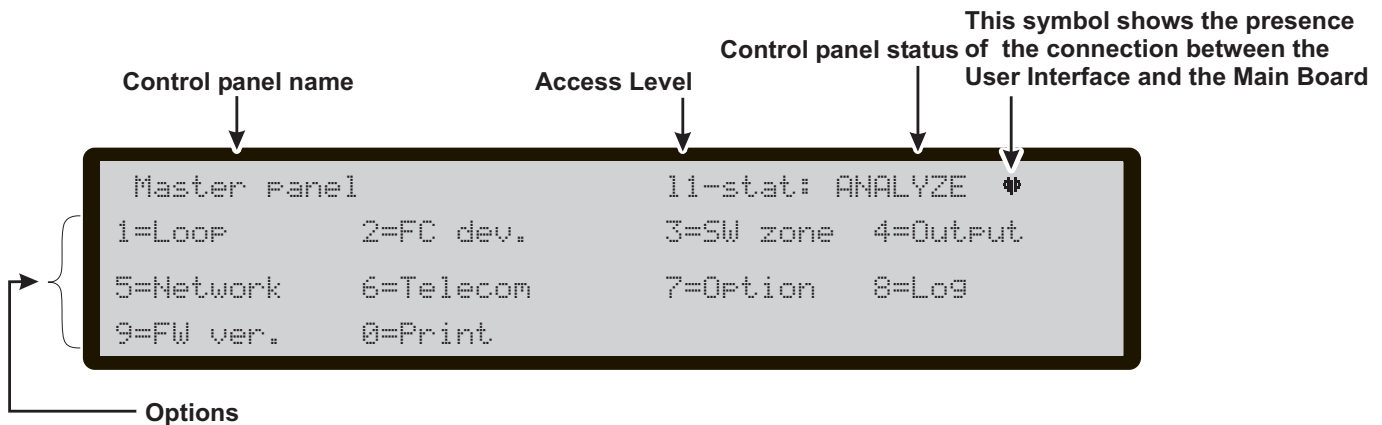 This symbol shows the presence
Control panel status of the connection between the
User Interface and the Main Board
Control panel name
Access Level
Master panel l1-stat: ANALYZE
1=Loop 2=FC dev. 3=SW zone 4=Output
5=Network 6=Telecom 7=Option 8=Log
9=FW ver. 0=Print
Options